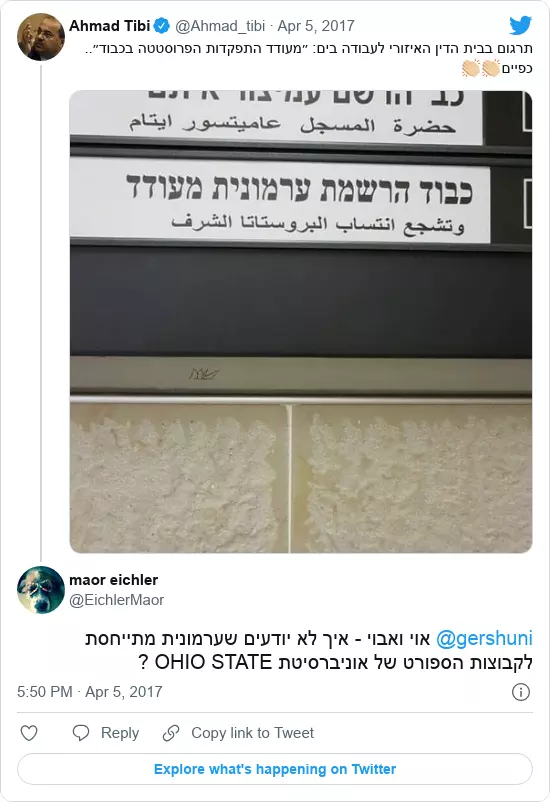 Ahmad Tibi @Ahmad_tibi · Apr 5, 2017
תרגום בבית הדין האיזורי לעבודה בים: "מעודד התפקדות הפרוסטטה בכבוד"..
כפיים👏🏻👏🏻
כב' הרשם עמיצור איתם
حضرة المسجل عاميتسور ايتام
כבוד הרשמת ערמונית מעודד
وتشجع انتساب البروستاتا الشرف
maor eichler
@EichlerMaor
@gershuni אוי ואבוי - איך לא יודעים שערמונית מתייחסת
לקבוצות הספורט של אוניברסיטת OHIO STATE ?
5:50 PM · Apr 5, 2017
Reply Copy link to Tweet
Explore what's happening on Twitter